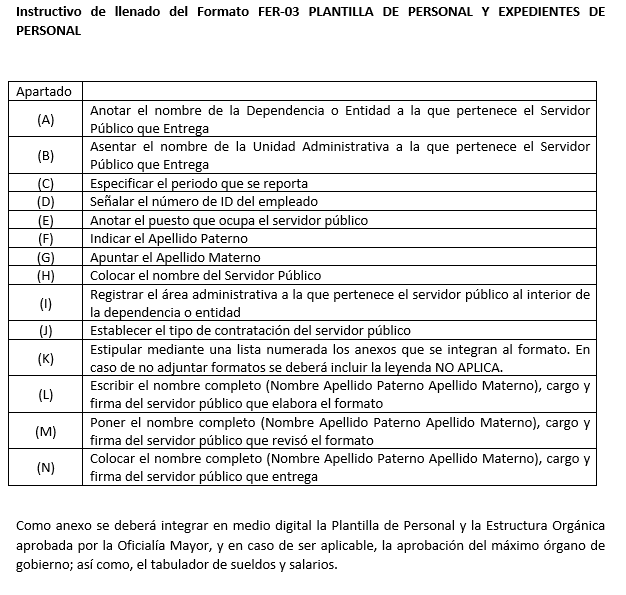 Instructivo de llenado del Formato FER-03 PLANTILLA DE PERSONAL Y EXPEDIENTES DE
PERSONAL
Apartado
(A) Anotar el nombre de la Dependencia o Entidad a la que pertenece el Servidor
Público que Entrega
(B) Asentar el nombre de la Unidad Administrativa a la que pertenece el Servidor
Público que Entrega
(C) Especificar el periodo que se reporta
(D) Señalar el número de ID del empleado
(E) Anotar el puesto que ocupa el servidor público
(F) Indicar el Apellido Paterno
(G) Apuntar el Apellido Materno
(H) Colocar el nombre del Servidor Público
(I) Registrar el área administrativa a la que pertenece el servidor público al interior de
la dependencia o entidad
(J) Establecer el tipo de contratación del servidor público
(K) Estipular mediante una lista numerada los anexos que se integran al formato. En
caso de no adjuntar formatos se deberá incluir la leyenda NO APLICA.
(L) Escribir el nombre completo (Nombre Apellido Paterno Apellido Materno), cargo y
firma del servidor público que elabora el formato
(M) Poner el nombre completo (Nombre Apellido Paterno Apellido Materno), cargo y
firma del servidor público que revisó el formato
(N) Colocar el nombre completo (Nombre Apellido Paterno Apellido Materno), cargo y
firma del servidor público que entrega
Como anexo se deberá integrar en medio digital la Plantilla de Personal y la Estructura Orgánica
aprobada por la Oficialía Mayor, y en caso de ser aplicable, la aprobación del máximo órgano de
gobierno; así como, el tabulador de sueldos y salarios.